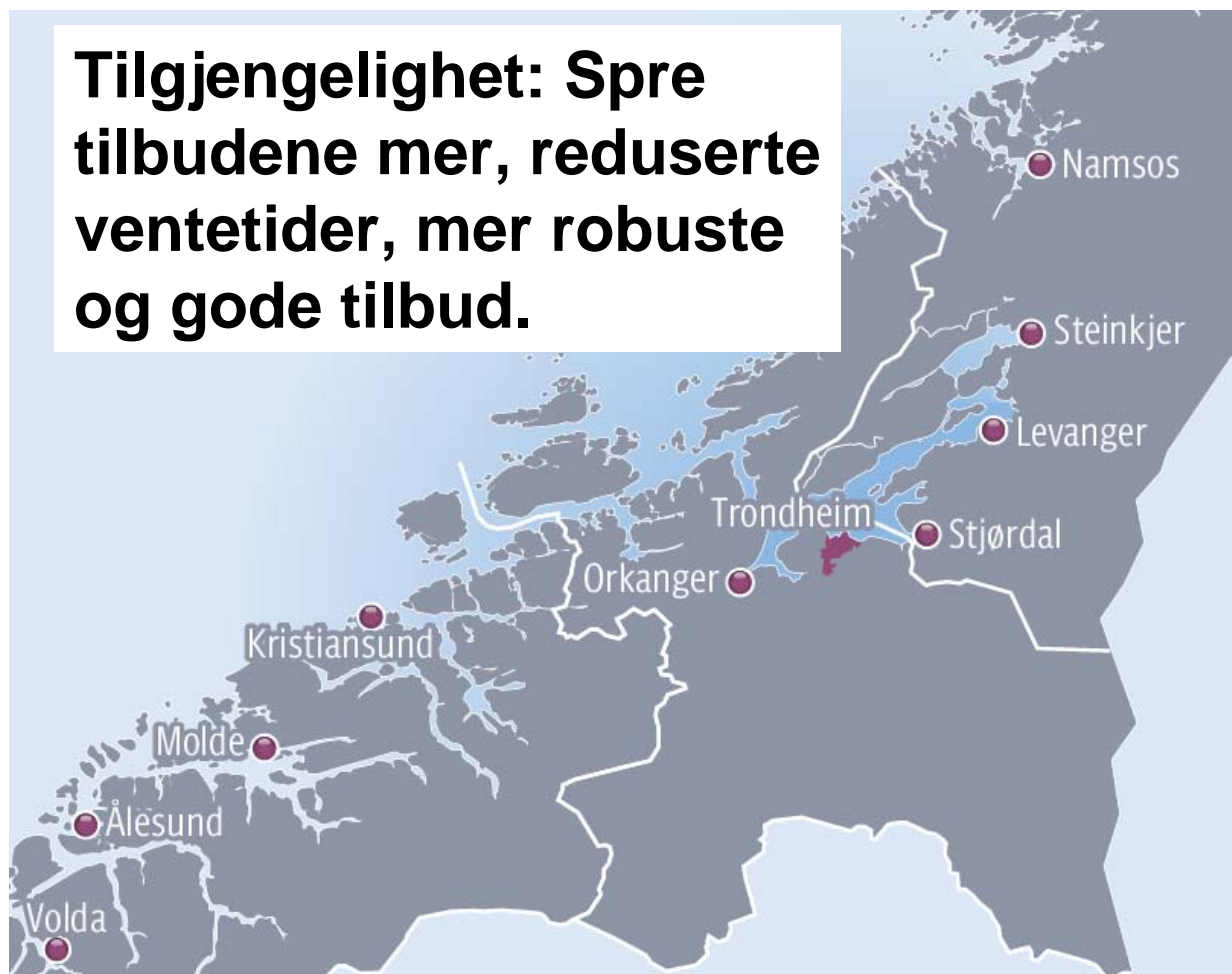 Tilgjengelighet: Spre
tilbudene mer, reduserte
ventetider, mer robuste
og gode tilbud.
Namsos
Steinkjer
Levanger
Trondheim
Stjørdal
Orkanger
Kristiansund
Molde
Ålesund
Volda